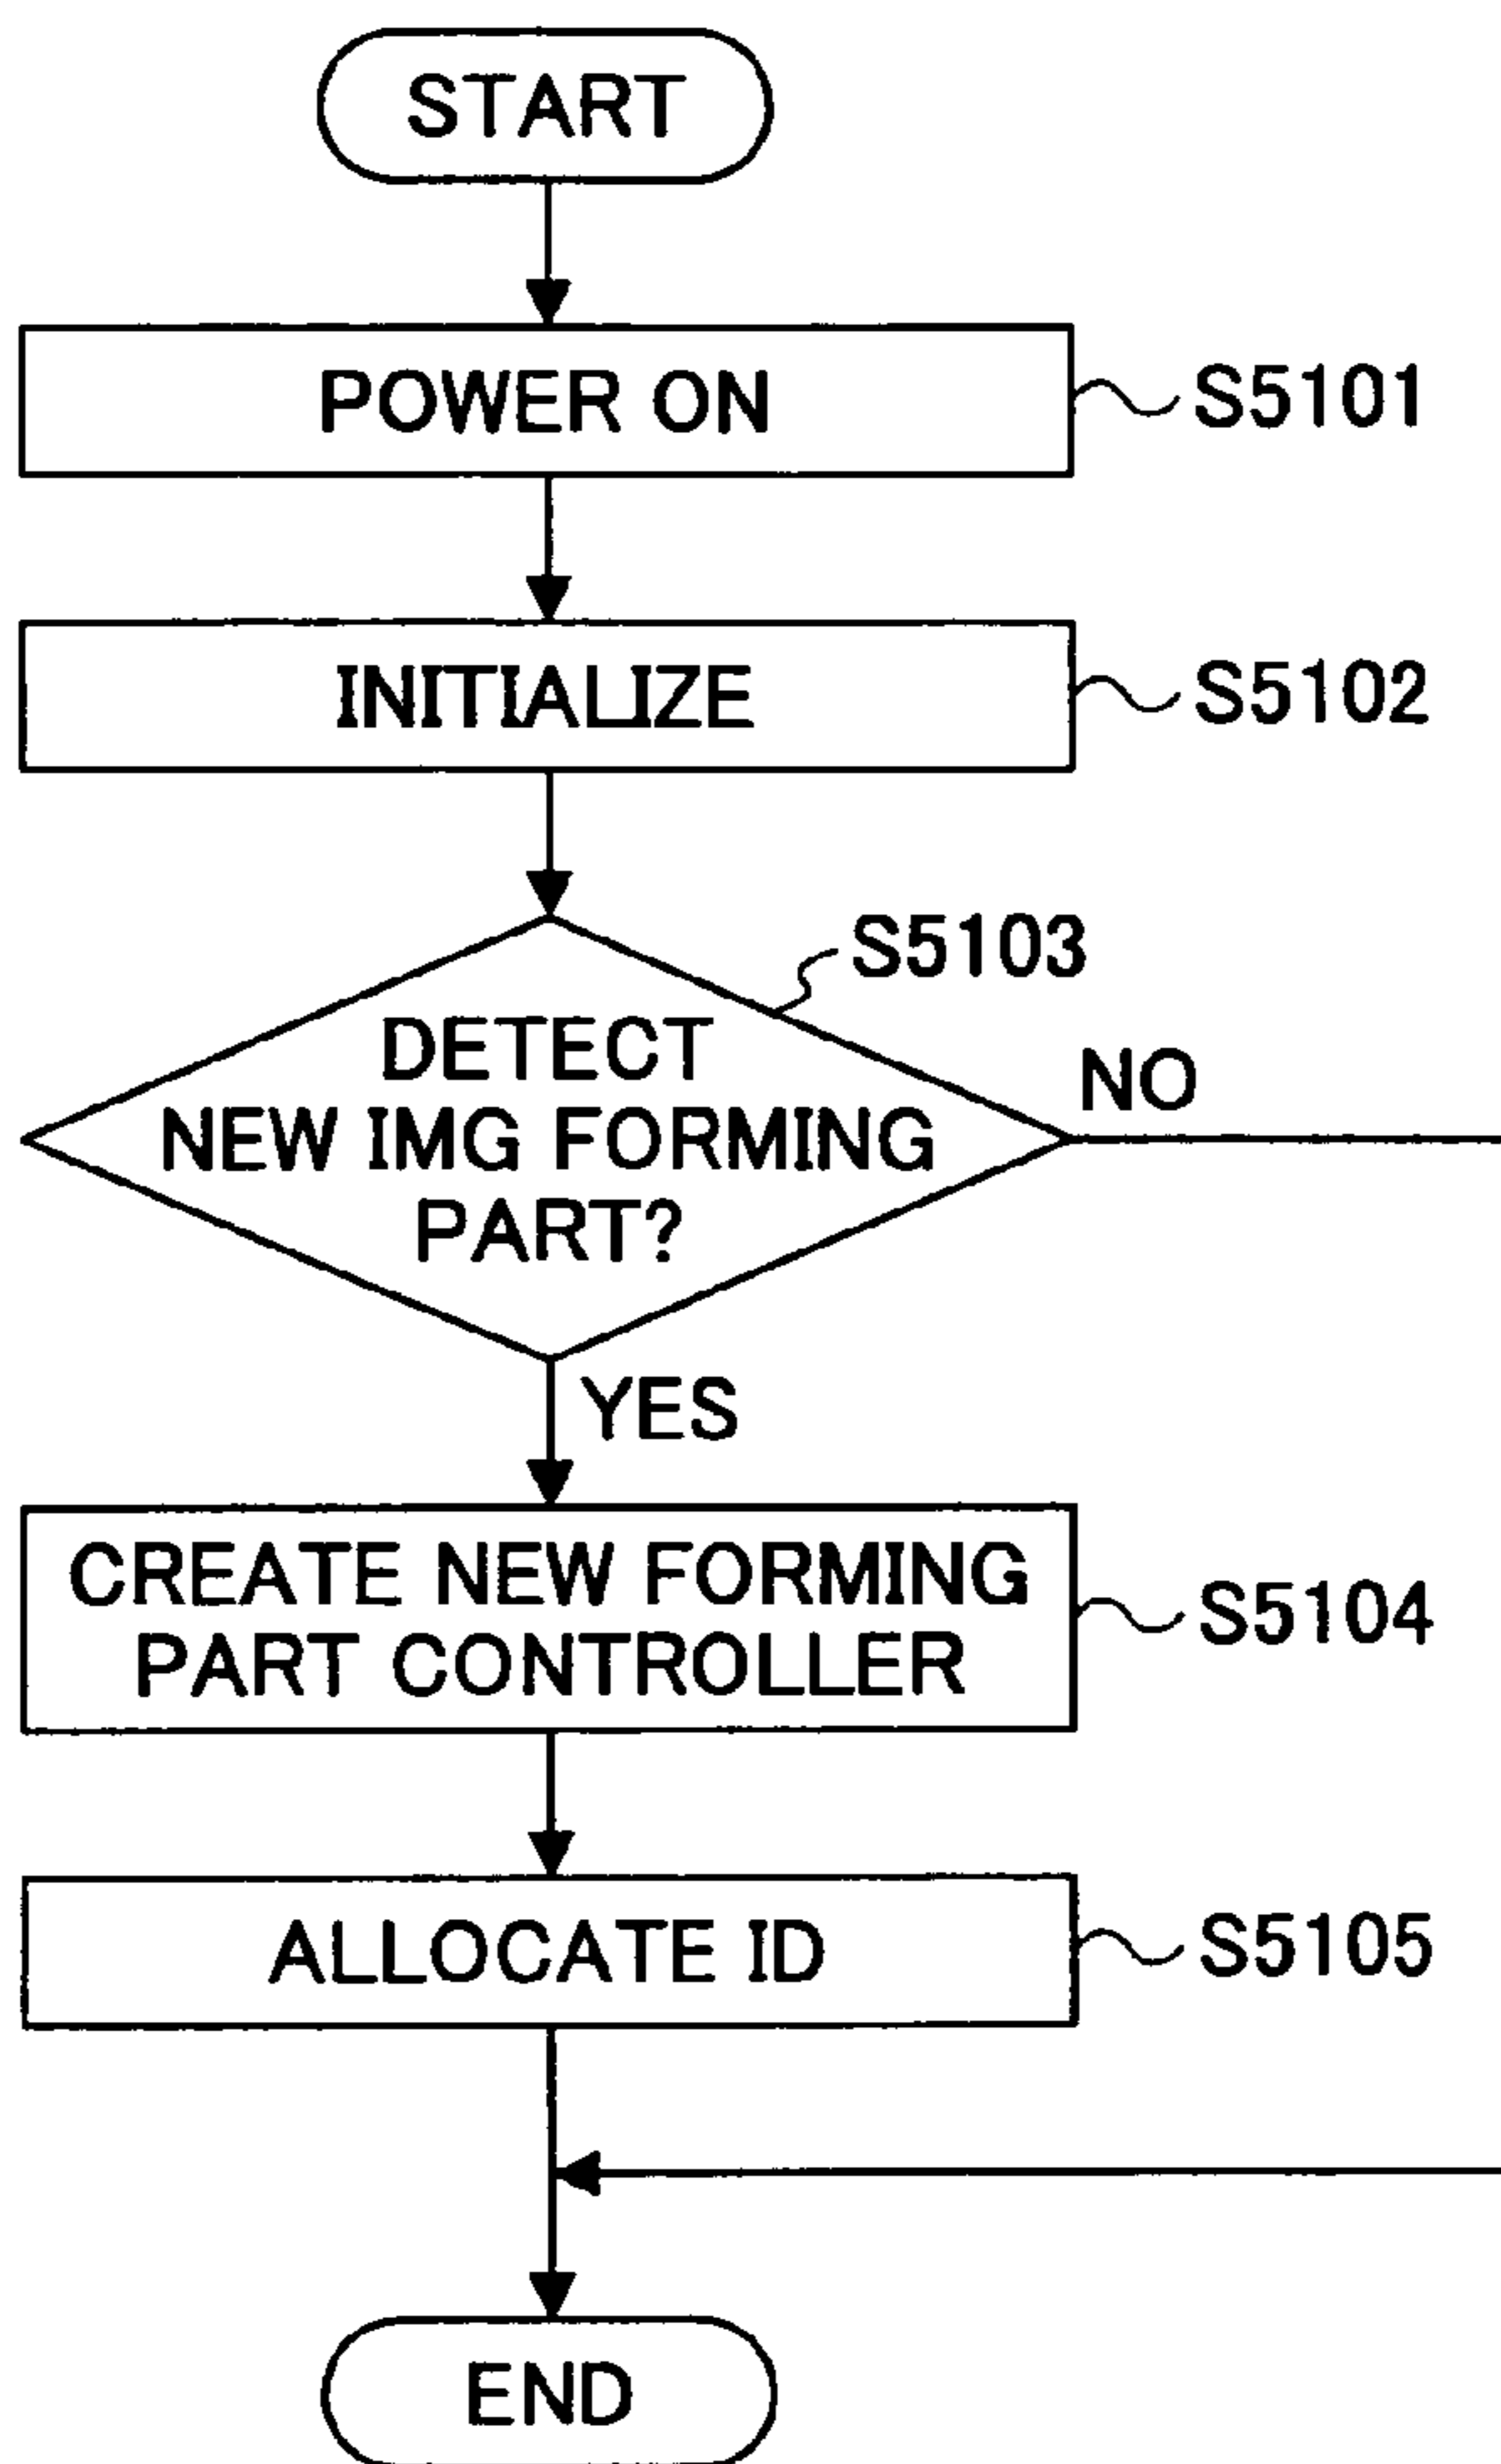 START
POWER ON
S5101
INITIALIZE
S5102
S5103
DETECT
NEW IMG FORMING
PART?
NO
YES
CREATE NEW FORMING
PART CONTROLLER
S5104
ALLOCATE ID
S5105
END